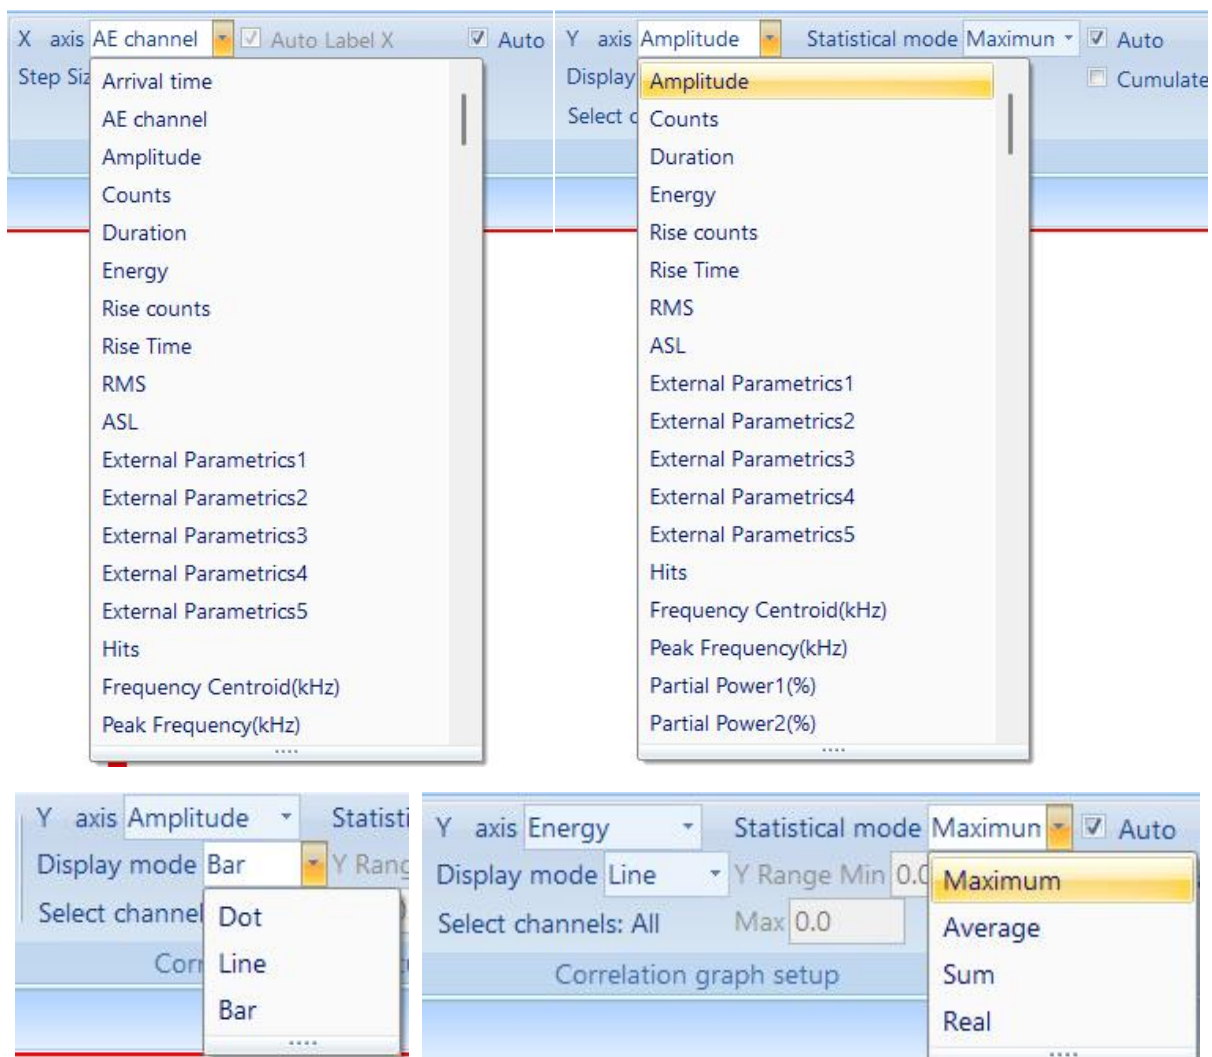 X axis AE channel Auto Label X Auto
Step Siz
Arrival time
AE channel
Amplitude
Counts
Duration
Energy
Rise counts
Rise Time
RMS
ASL
External Parametrics1
External Parametrics2
External Parametrics3
External Parametrics4
External Parametrics5
Hits
Frequency Centroid(kHz)
Peak Frequency(kHz)
Y axis Amplitude Statistical mode Maximun Auto
Display Cumulate
Select c
Amplitude
Counts
Duration
Energy
Rise counts
Rise Time
RMS
ASL
External Parametrics1
External Parametrics2
External Parametrics3
External Parametrics4
External Parametrics5
Hits
Frequency Centroid(kHz)
Peak Frequency(kHz)
Partial Power1(%)
Partial Power2(%)
Y axis Amplitude Statisti
Display mode Bar Y Rang
Select channel
Corr
Dot
Line
Bar
Y axis Energy Statistical mode Maximun Auto
Display mode Line Y Range Min 0.0
Select channels: All Max 0.0
Correlation graph setup
Maximum
Average
Sum
Real